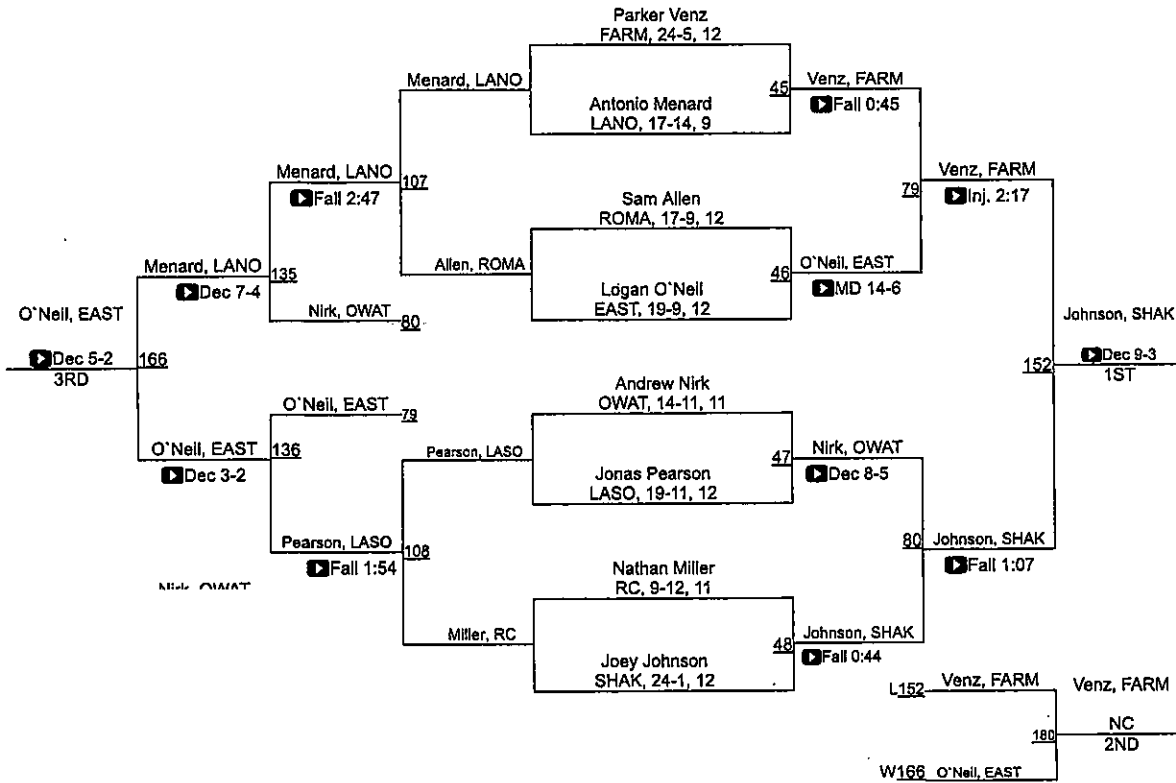 Parker Venz
FARM, 24-5, 12
Menard, LANO
45
Venz, FARM
Antonio Menard
LANO, 17-14, 9
Fall 0:45
Menard, LANO
107
Fall 2:47
Venz, FARM
79
Inj. 2:17
Sam Allen
ROMA, 17-9, 12
Menard, LANO
135
Dec 7-4
Allen, ROMA
46
O`Neil, EAST
Logan O`Neil
EAST, 19-9, 12
MD 14-6
Nirk, OWAT
80
O`Neil, EAST
Dec 5-2
166
3RD
Johnson, SHAK
152
Dec 9-3
1ST
Andrew Nirk
OWAT, 14-11, 11
O`Neil, EAST
79
O`Neil, EAST
136
Dec 3-2
Pearson, LASO
47
Nirk, OWAT
Jonas Pearson
LASO, 19-11, 12
Dec 8-5
Pearson, LASO
108
Fall 1:54
80
Johnson, SHAK
Fall 1:07
Nathan Miller
RC, 9-12, 11
Nirk, OWAT
Miller, RC
48
Johnson, SHAK
Joey Johnson
SHAK, 24-1, 12
Fall 0:44
L152
Venz, FARM
Venz, FARM
180
NC
2ND
W166
O`Neil, EAST